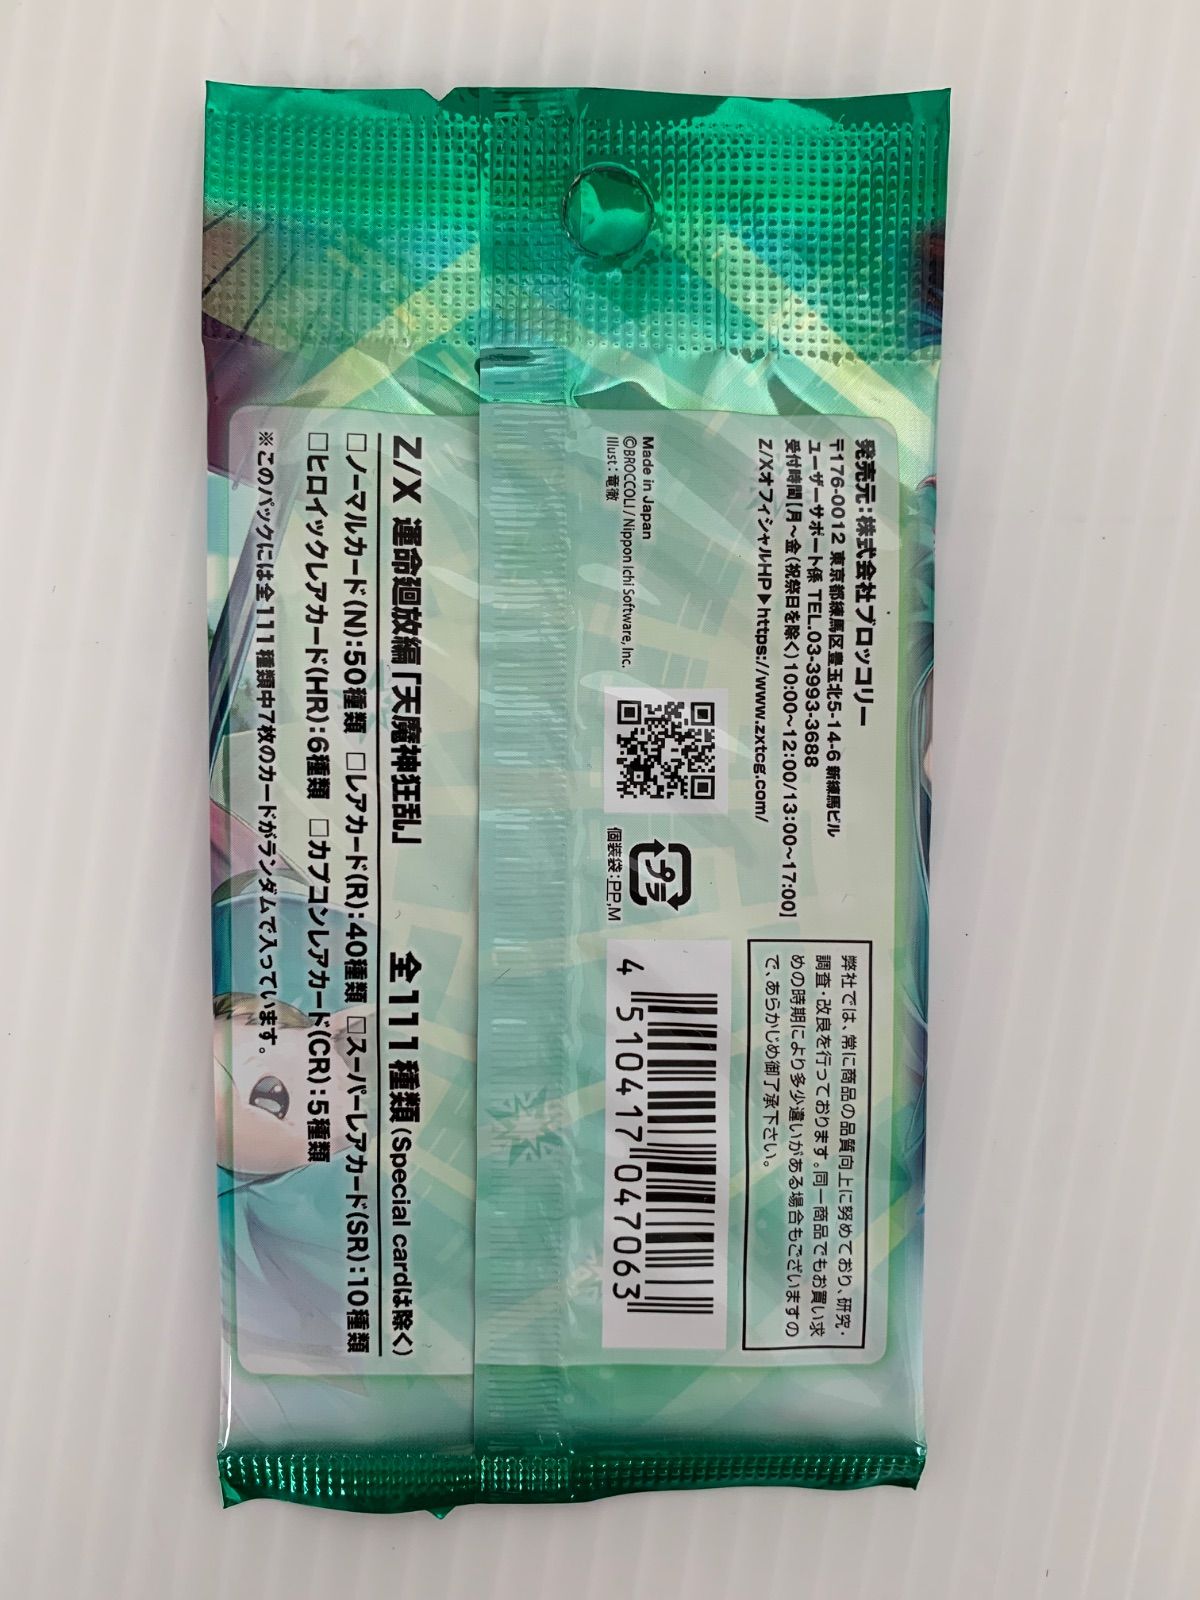 発売元：株式会社ブロッコリー
〒176-0012 東京都練馬区豊玉北5-14-6 新練馬ビル
ユーザーサポート係 TEL.03-3993-3688
受付時間[月～金(祝祭日を除く)10:00～12:00/13:00～17:00]
Z/XオフィシャルHP▶https://www.zxtcg.com/
Made in Japan
©BROCCOLI / Nippon Ichi Software, Inc.
Illust：竜徹
プラ
個装袋：PP,M
弊社では、常に商品の品質向上に努めており、研究・
調査・改良を行っております。同一商品でもお買い求
めの時期により多少違いがある場合もございますの
で、あらかじめ御了承下さい。
4 510417 047063
Z/X 運命廻放編「天魔神狂乱」 全111種類(Special cardは除く)
□ノーマルカード(N)：50種類 □レアカード(R)：40種類 □スーパーレアカード(SR)：10種類
□ヒロイックレアカード(HR)：6種類 □カプコンレアカード(CR)：5種類
※このパックには全111種類中7枚のカードがランダムで入っています。